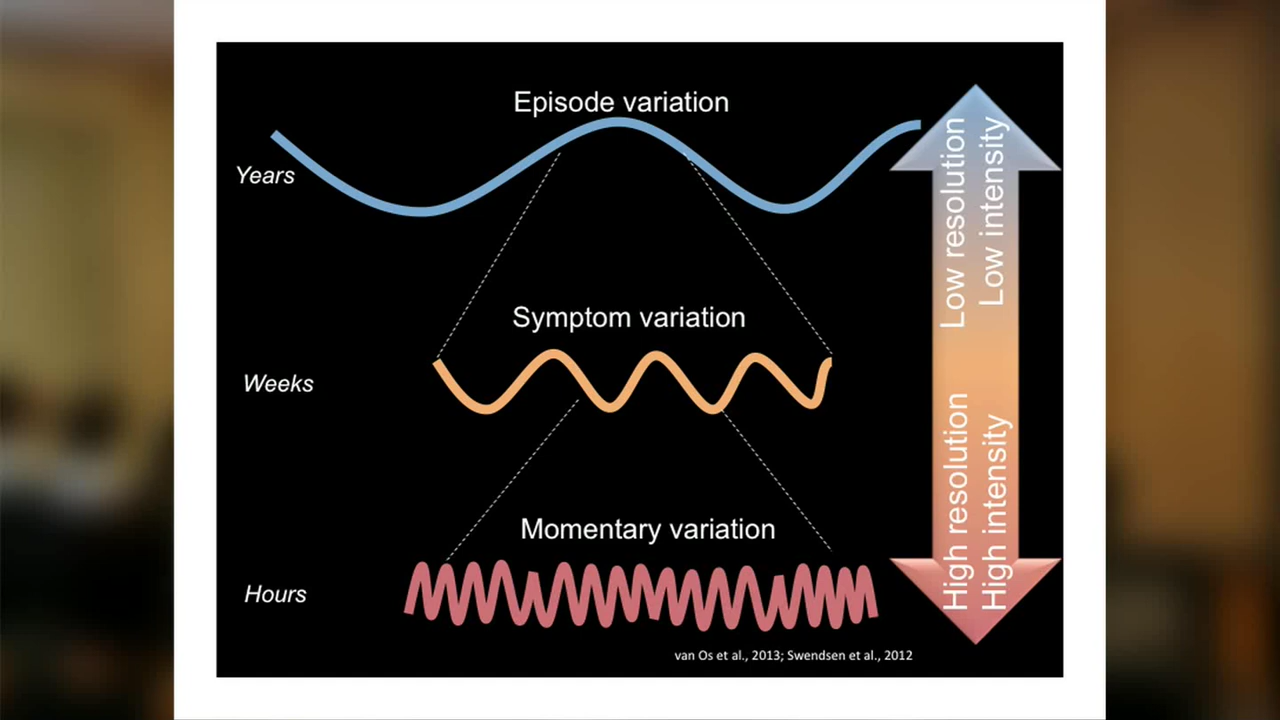 Episode variation
Years
Symptom variation
Weeks
Momentary variation
Hours
Low resolution
Low intensity
High resolution
High intensity
van Os et al., 2013; Swendsen et al., 2012